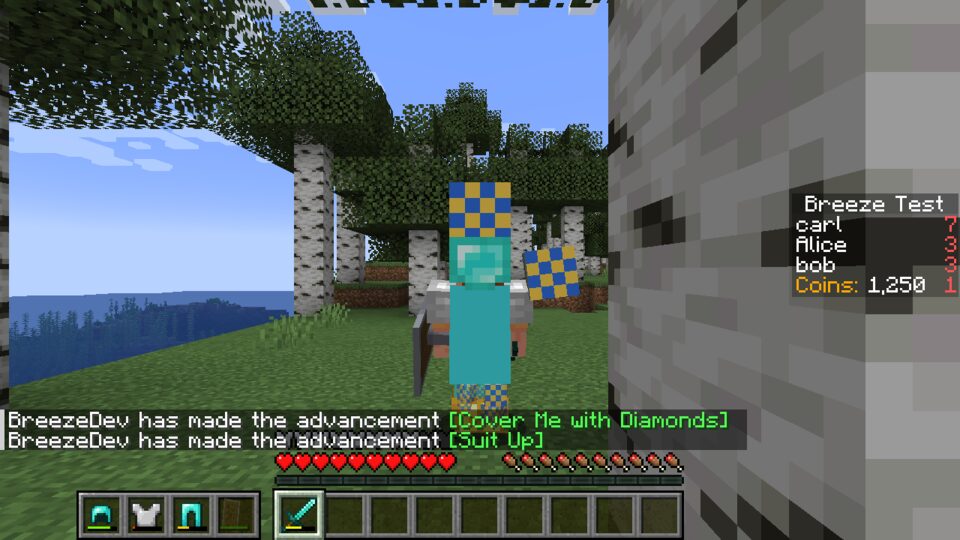 Breeze Test
carl 7
Alice 3
bob 3
Coins: 1,250 1
BreezeDev has made the advancement [Cover Me with Diamonds]
BreezeDev has made the advancement [Suit Up]